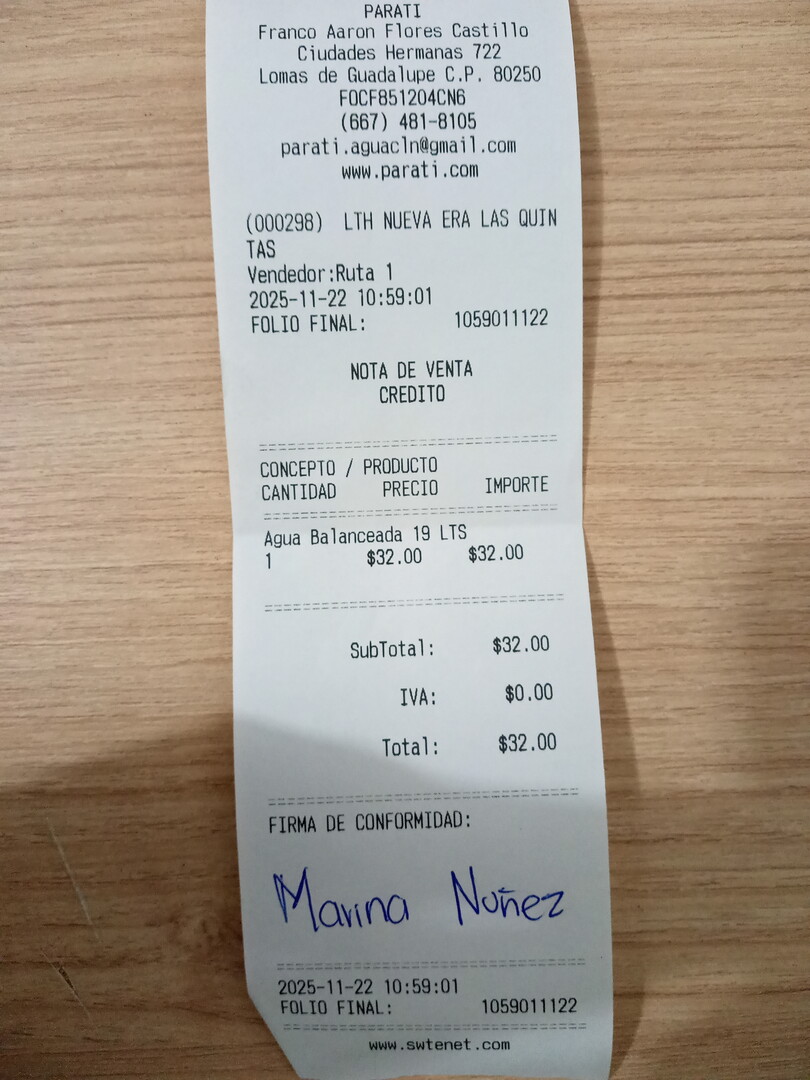 PARATI
Franco Aaron Flores Castillo
Ciudades Hermanas 722
Lomas de Guadalupe C.P. 80250
FOCF851204CN6
(667) 481-8105
parati.aguacln@gmail.com
www.parati.com
(000298) LTH NUEVA ERA LAS QUIN
TAS
Vendedor:Ruta 1
2025-11-22 10:59:01
FOLIO FINAL: 1059011122
NOTA DE VENTA
CREDITO
CONCEPTO / PRODUCTO
CANTIDAD PRECIO IMPORTE
Agua Balanceada 19 LTS
1 $32.00 $32.00
SubTotal: $32.00
IVA: $0.00
Total: $32.00
FIRMA DE CONFORMIDAD:
Marina Nuñez
2025-11-22 10:59:01
FOLIO FINAL: 1059011122
www.swtenet.com